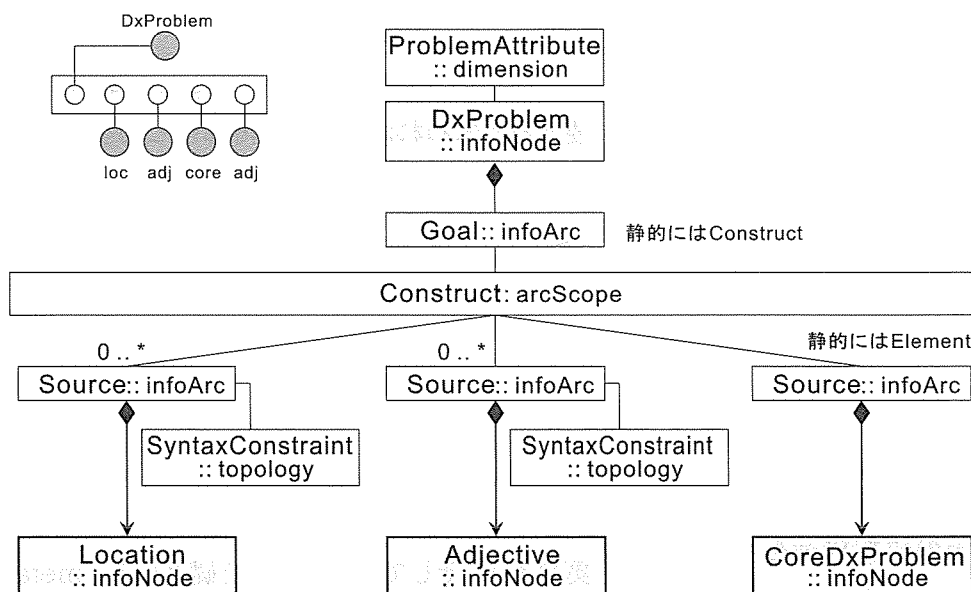 DxProblem
loc adj core adj
ProblemAttribute
:: dimension
DxProblem
:: infoNode
Goal:: infoArc
静的にはConstruct
Construct: arcScope
静的にはElement
0 .. *
0 .. *
Source:: infoArc
Source:: infoArc
Source:: infoArc
SyntaxConstraint
:: topology
SyntaxConstraint
:: topology
Location
:: infoNode
Adjective
:: infoNode
CoreDxProblem
:: infoNode